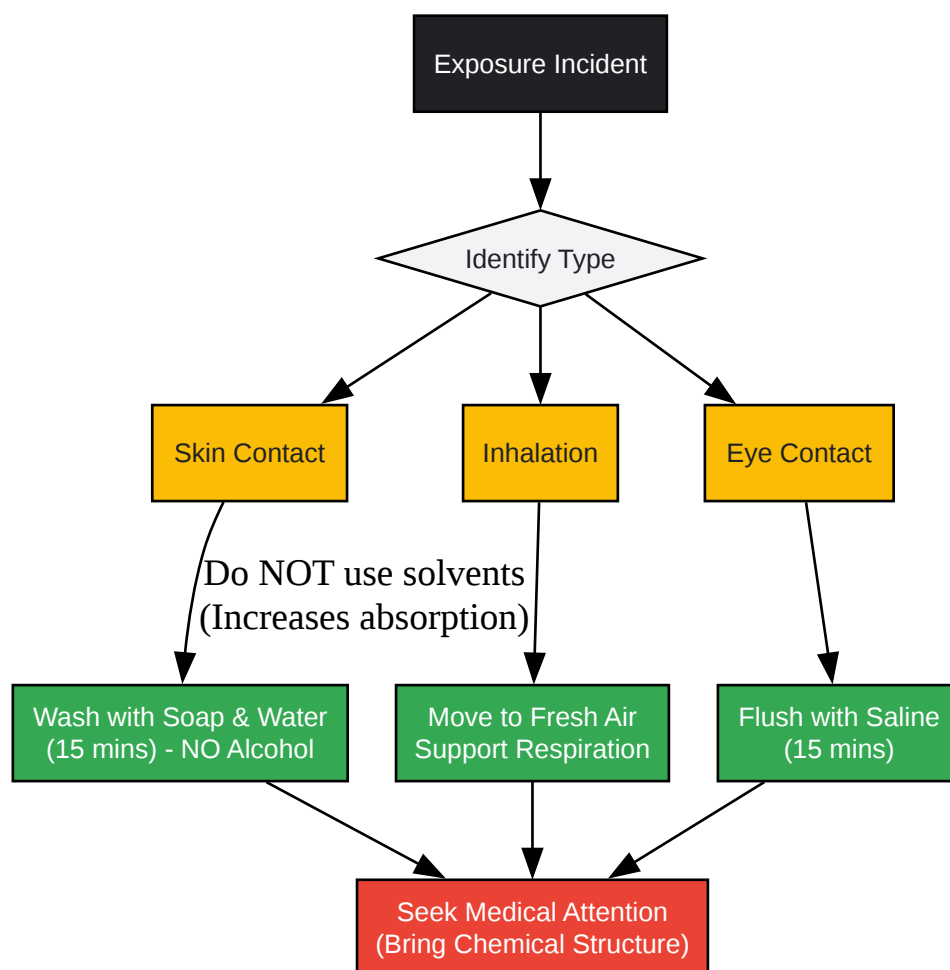 Exposure Incident
Identify Type
Skin Contact
Inhalation
Eye Contact
Do NOT use solvents
(Increases absorption)
Wash with Soap & Water
(15 mins) - NO Alcohol
Move to Fresh Air
Support Respiration
Flush with Saline
(15 mins)
Seek Medical Attention
(Bring Chemical Structure)